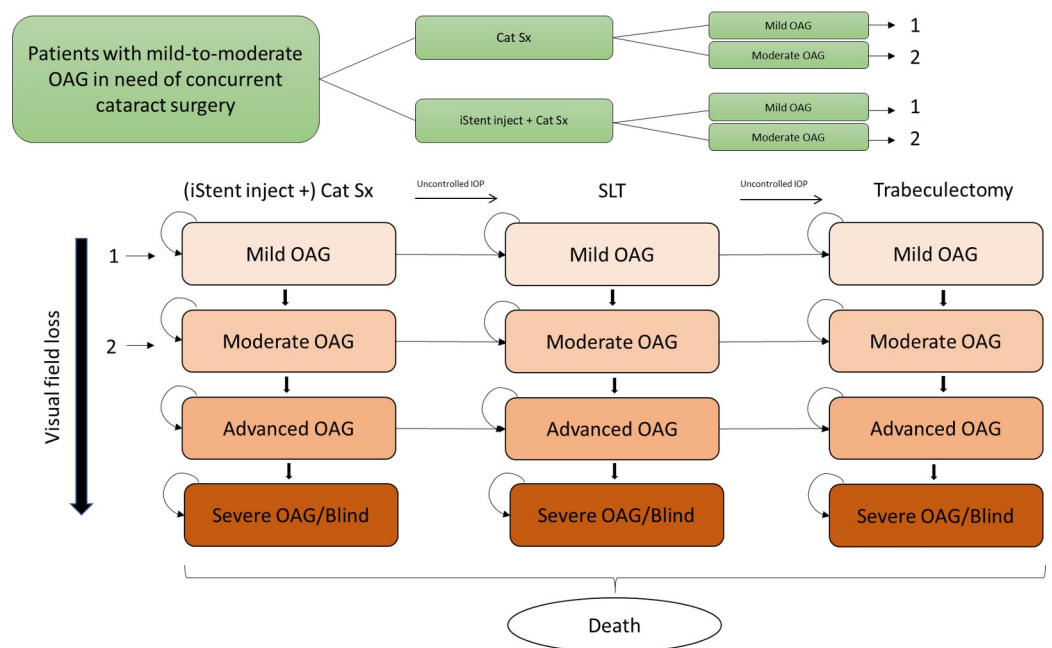 Patients with mild-to-moderate
OAG in need of concurrent
cataract surgery
Cat Sx
Mild OAG
1
Moderate OAG
2
iStent inject + Cat Sx
Mild OAG
1
Moderate OAG
2
(iStent inject +) Cat Sx
Uncontrolled IOP
SLT
Uncontrolled IOP
Trabeculectomy
Visual field loss
1
Mild OAG
Mild OAG
Mild OAG
2
Moderate OAG
Moderate OAG
Moderate OAG
Advanced OAG
Advanced OAG
Advanced OAG
Severe OAG/Blind
Severe OAG/Blind
Severe OAG/Blind
Death